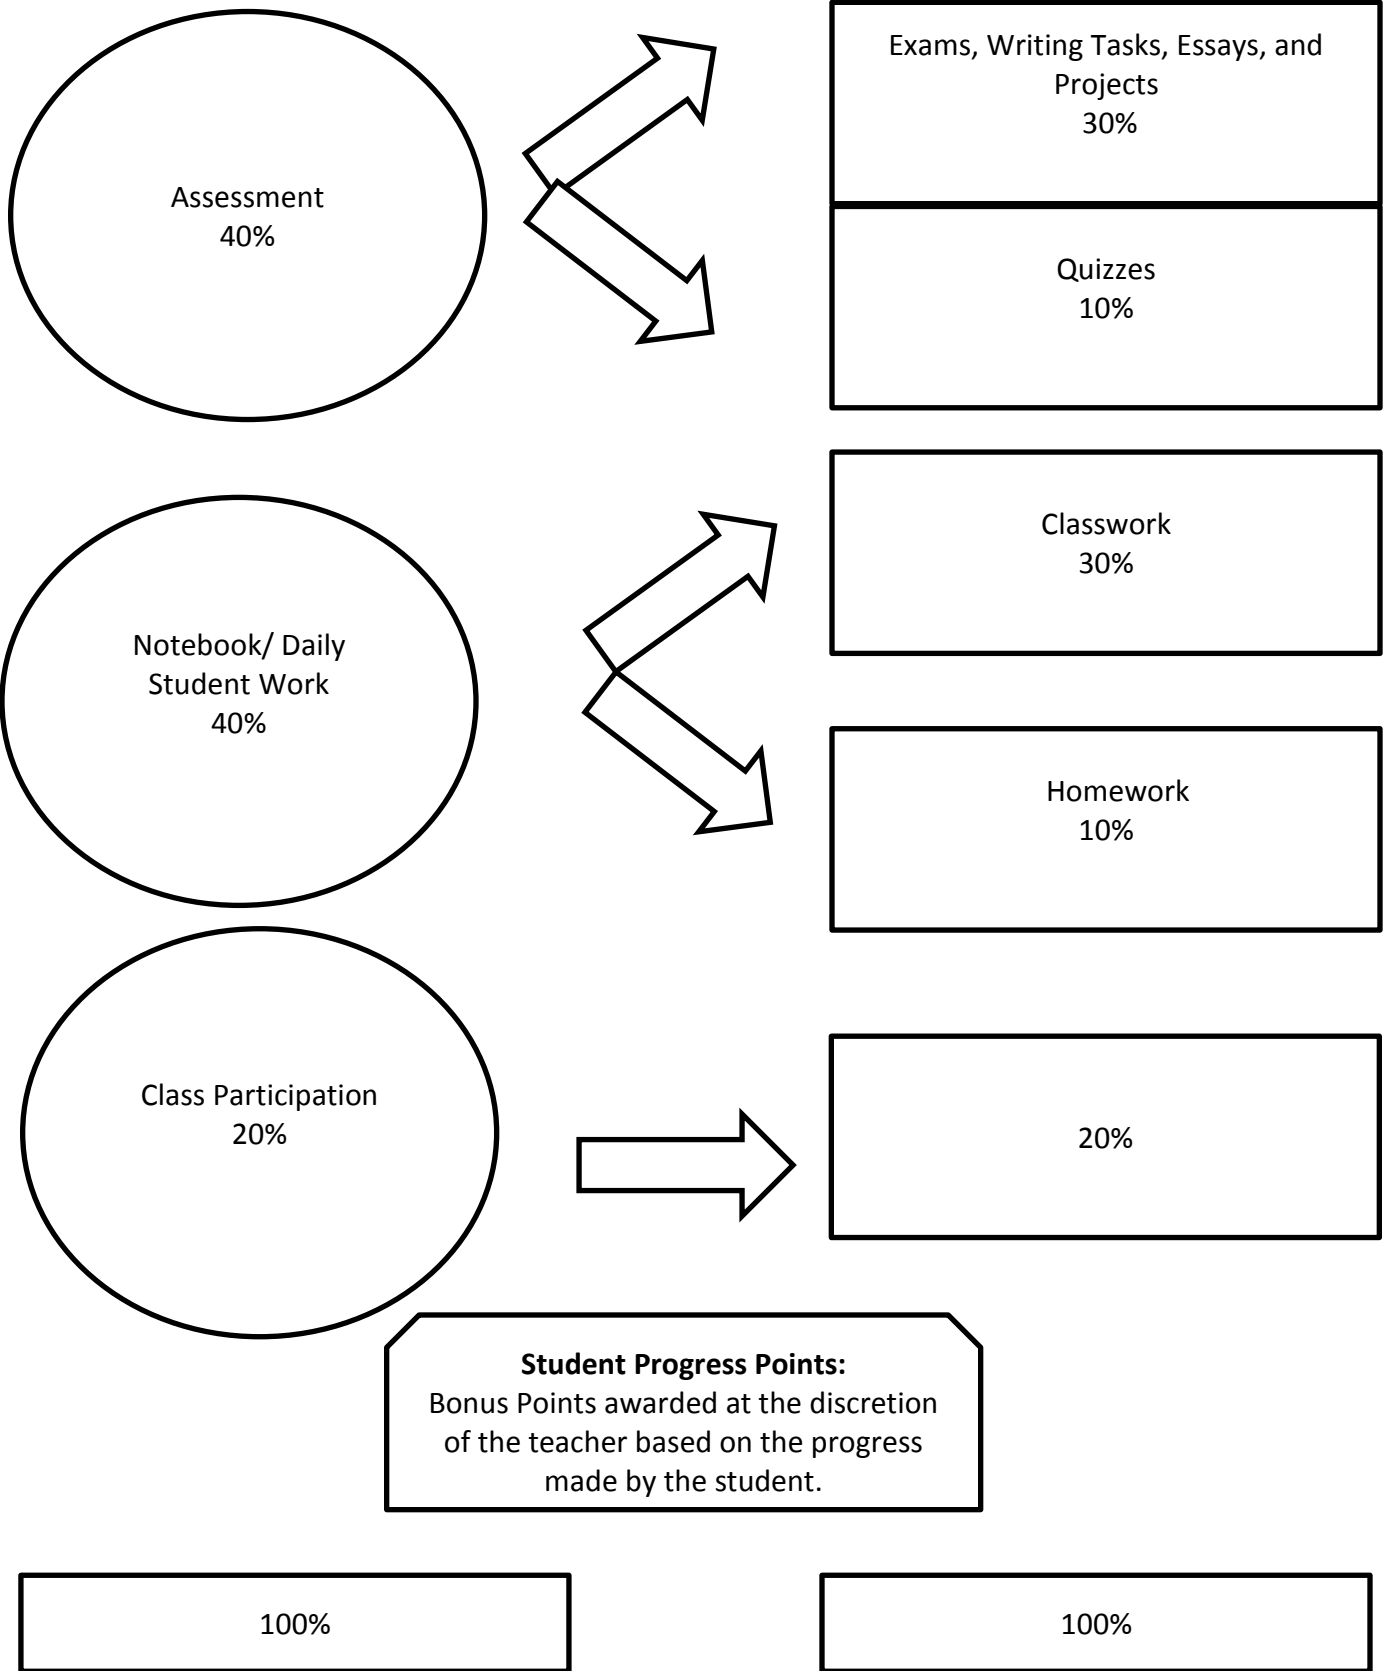 Assessment
40%
Exams, Writing Tasks, Essays, and
Projects
30%
Quizzes
10%
Notebook/ Daily
Student Work
40%
Classwork
30%
Homework
10%
Class Participation
20%
20%
Student Progress Points:
Bonus Points awarded at the discretion
of the teacher based on the progress
made by the student.
100%
100%